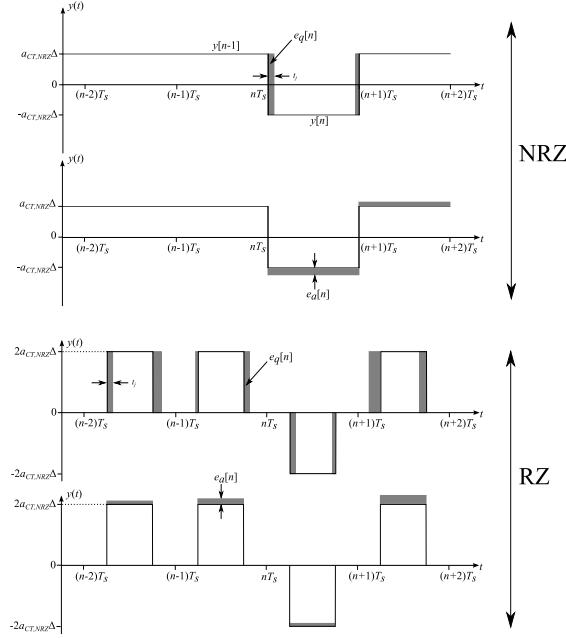 y(t)
a_{CT,NRZ}Δ
y[n-1]
e_q[n]
t_j
0
(n-2)T_s
(n-1)T_s
nT_s
(n+1)T_s
(n+2)T_s
t
-a_{CT,NRZ}Δ
y[n]
NRZ
y(t)
a_{CT,NRZ}Δ
0
(n-2)T_s
(n-1)T_s
nT_s
(n+1)T_s
(n+2)T_s
t
-a_{CT,NRZ}Δ
e_a[n]
y(t)
2a_{CT,NRZ}Δ
e_q[n]
t_j
0
(n-2)T_s
(n-1)T_s
nT_s
(n+1)T_s
(n+2)T_s
t
-2a_{CT,NRZ}Δ
RZ
y(t)
e_a[n]
2a_{CT,NRZ}Δ
0
(n-2)T_s
(n-1)T_s
nT_s
(n+1)T_s
(n+2)T_s
t
-2a_{CT,NRZ}Δ